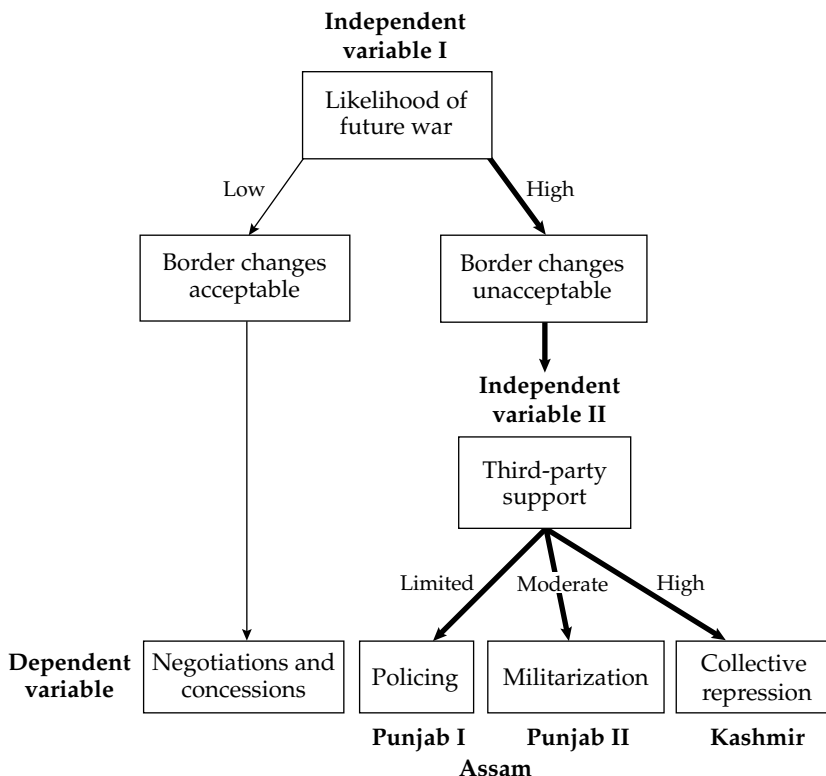 Independent
variable I
Likelihood of
future war
Low
High
Border changes
acceptable
Border changes
unacceptable
Independent
variable II
Third-party
support
Limited
Moderate
High
Dependent
variable
Negotiations and
concessions
Policing
Militarization
Collective
repression
Punjab I
Punjab II
Kashmir
Assam